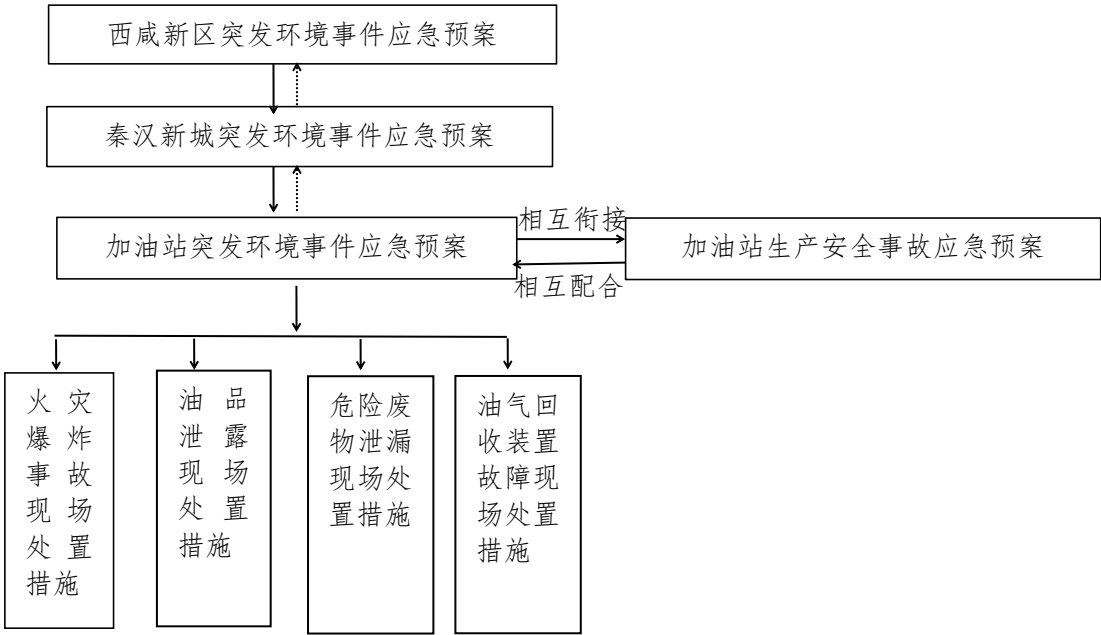 西咸新区突发环境事件应急预案
秦汉新城突发环境事件应急预案
相互衔接
加油站突发环境事件应急预案
加油站生产安全事故应急预案
相互配合
火灾
爆炸
事故
现场
处置
措施
油品
泄露
现场
处置
措施
危险废
物泄漏
现场处
置措施
油气回
收装置
故障现
场处置
措施